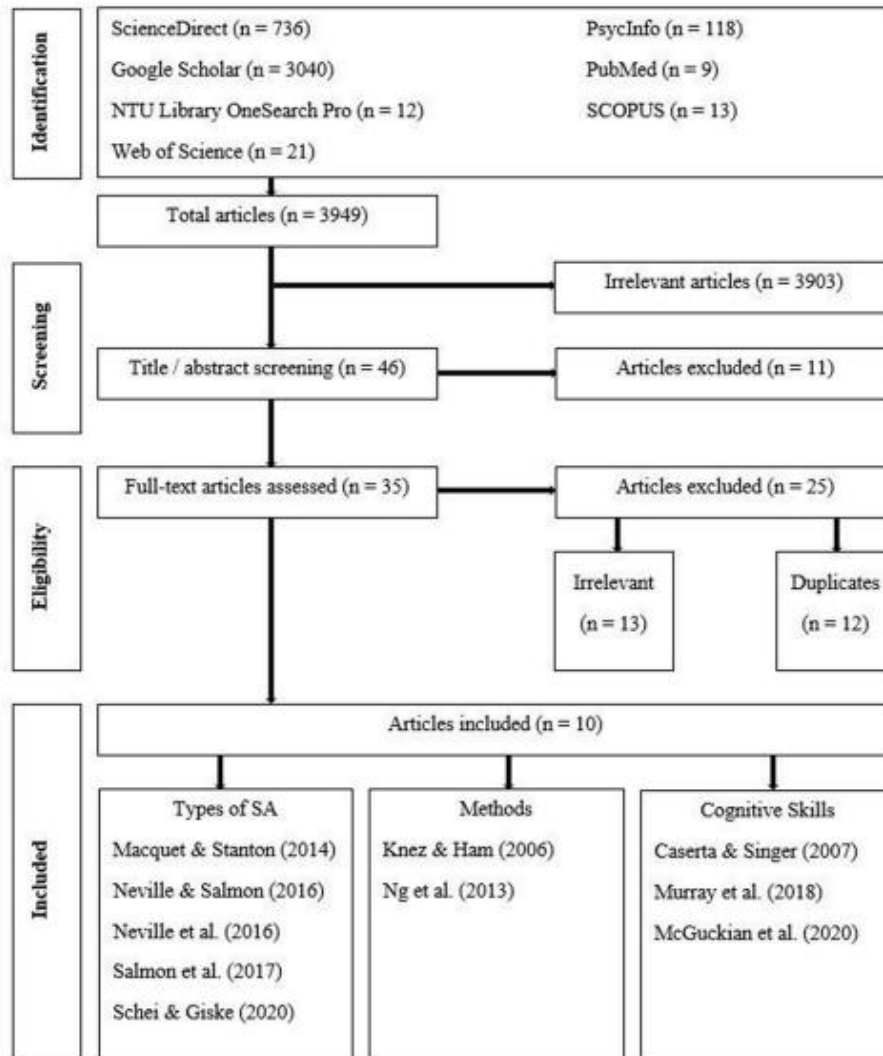 Identification
ScienceDirect (n = 736)
PsycInfo (n = 118)
Google Scholar (n = 3040)
PubMed (n = 9)
NTU Library OneSearch Pro (n = 12)
SCOPUS (n = 13)
Web of Science (n = 21)
Total articles (n = 3949)
Screening
Irrelevant articles (n = 3903)
Title / abstract screening (n = 46)
Articles excluded (n = 11)
Eligibility
Full-text articles assessed (n = 35)
Articles excluded (n = 25)
Irrelevant
(n = 13)
Duplicates
(n = 12)
Included
Articles included (n = 10)
Types of SA
Macquet & Stanton (2014)
Neville & Salmon (2016)
Neville et al. (2016)
Salmon et al. (2017)
Schei & Giske (2020)
Methods
Knez & Ham (2006)
Ng et al. (2013)
Cognitive Skills
Caserta & Singer (2007)
Murray et al. (2018)
McGuckian et al. (2020)